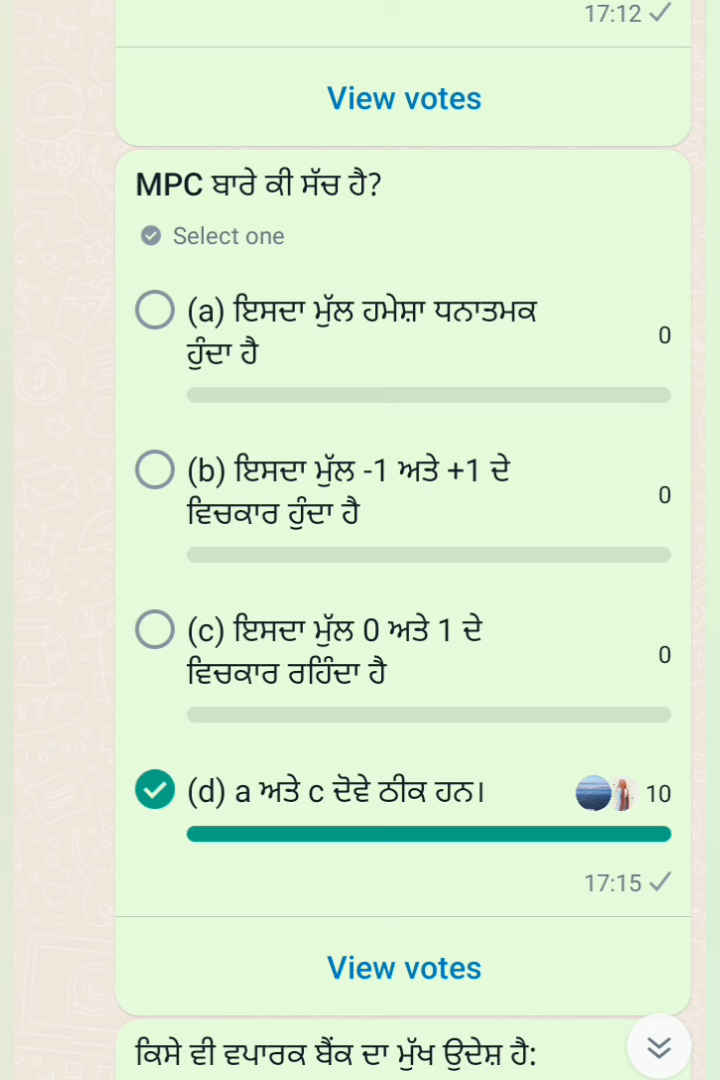 17:12
View votes
MPC ਬਾਰੇ ਕੀ ਸੱਚ ਹੈ?
Select one
(a) ਇਸਦਾ ਮੁੱਲ ਹਮੇਸ਼ਾ ਧਨਾਤਮਕ
ਹੁੰਦਾ ਹੈ
0
(b) ਇਸਦਾ ਮੁੱਲ -1 ਅਤੇ +1 ਦੇ
ਵਿਚਕਾਰ ਹੁੰਦਾ ਹੈ
0
(c) ਇਸਦਾ ਮੁੱਲ 0 ਅਤੇ 1 ਦੇ
ਵਿਚਕਾਰ ਰਹਿੰਦਾ ਹੈ
0
(d) a ਅਤੇ c ਦੋਵੇ ਠੀਕ ਹਨ।
10
17:15
View votes
ਕਿਸੇ ਵੀ ਵਪਾਰਕ ਬੈਂਕ ਦਾ ਮੁੱਖ ਉਦੇਸ਼ ਹੈ: